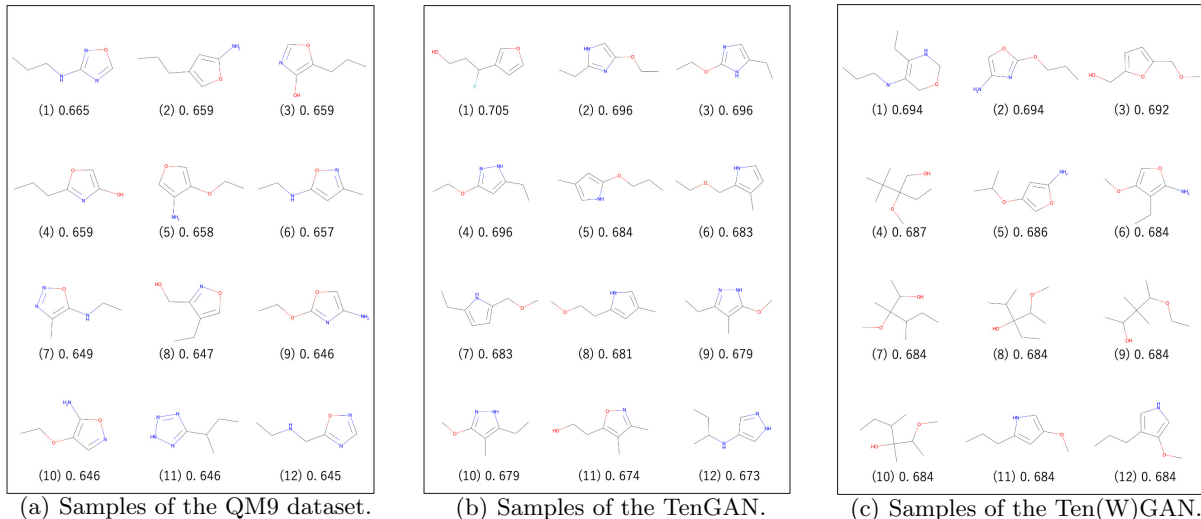 (1) 0.665 (2) 0.659 (3) 0.659
(4) 0.659 (5) 0.658 (6) 0.657
(7) 0.649 (8) 0.647 (9) 0.646
(10) 0.646 (11) 0.646 (12) 0.645
(a) Samples of the QM9 dataset.
(1) 0.705 (2) 0.696 (3) 0.696
(4) 0.696 (5) 0.684 (6) 0.683
(7) 0.683 (8) 0.681 (9) 0.679
(10) 0.679 (11) 0.674 (12) 0.673
(b) Samples of the TenGAN.
(1) 0.694 (2) 0.694 (3) 0.692
(4) 0.687 (5) 0.686 (6) 0.684
(7) 0.684 (8) 0.684 (9) 0.684
(10) 0.684 (11) 0.684 (12) 0.684
(c) Samples of the Ten(W)GAN.